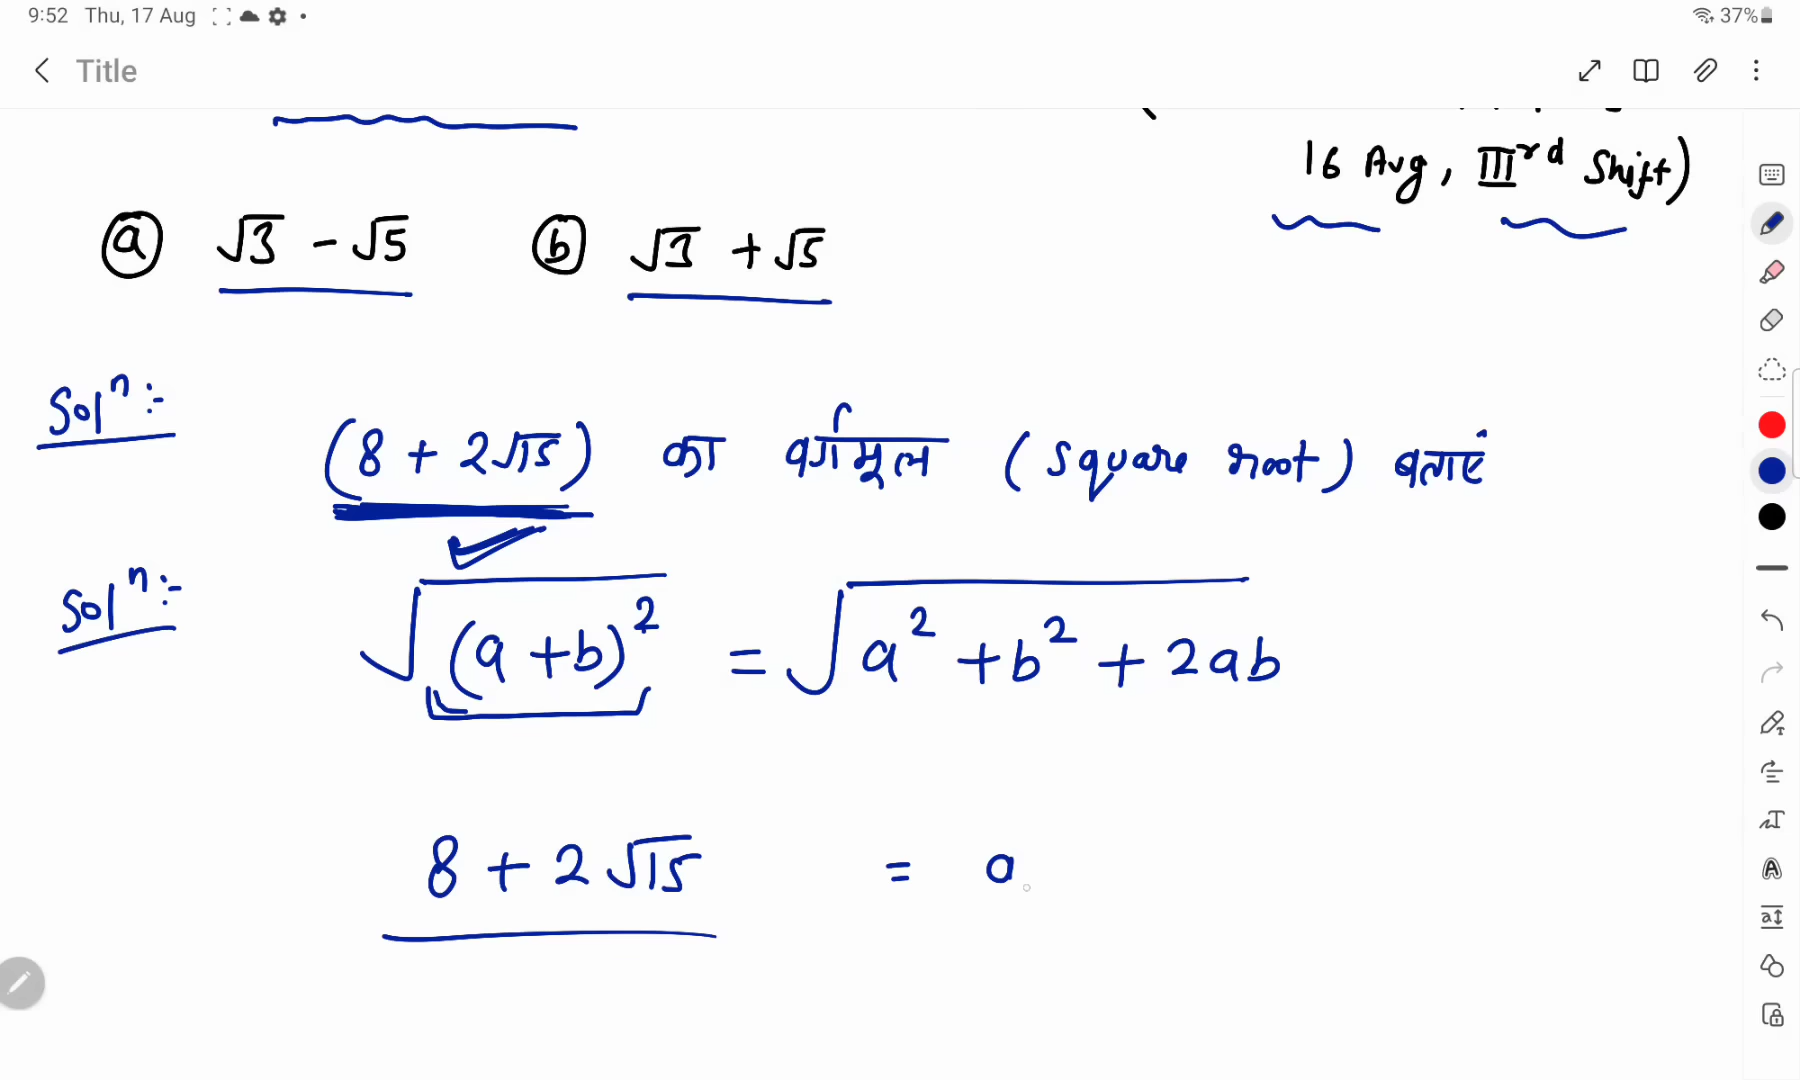 9:52 Thu, 17 Aug 37%
Title
16 Aug, IIIrd Shift)
(a) √3 - √5 (b) √3 + √5
Solⁿ:-
(8 + 2√15) का वर्गमूल (square root) बताएं
Solⁿ:-
√(a+b)² = √a² + b² + 2ab
8 + 2√15 = a